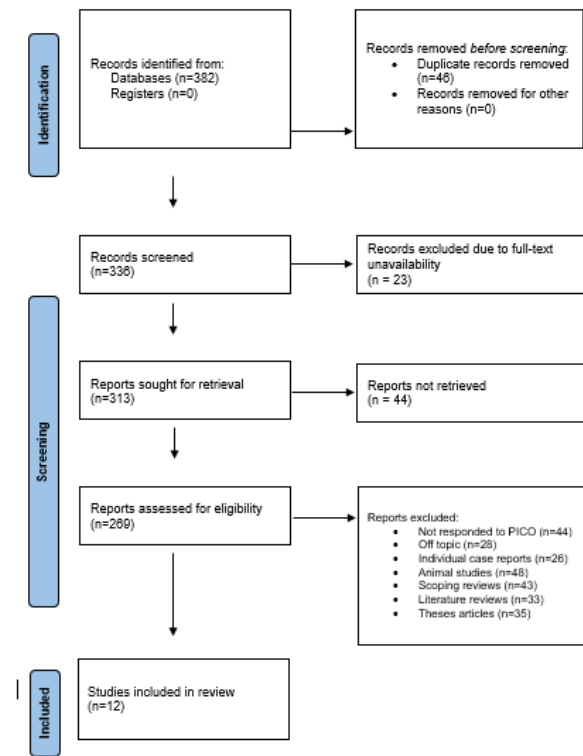 Identification
Records identified from:
Databases (n=382)
Registers (n=0)
Records removed before screening:
• Duplicate records removed
(n=46)
• Records removed for other
reasons (n=0)
Screening
Records screened
(n=336)
Records excluded due to full-text
unavailability
(n = 23)
Reports sought for retrieval
(n=313)
Reports not retrieved
(n = 44)
Reports assessed for eligibility
(n=269)
Reports excluded:
• Not responded to PICO (n=44)
• Off topic (n=28)
• Individual case reports (n=26)
• Animal studies (n=48)
• Scoping reviews (n=43)
• Literature reviews (n=33)
• Theses articles (n=35)
Included
Studies included in review
(n=12)